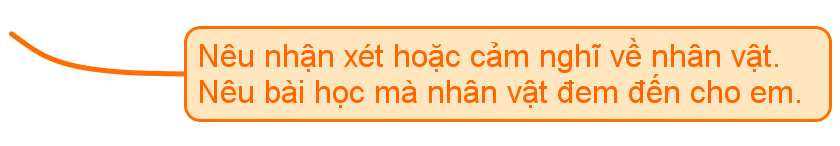 Nêu nhận xét hoặc cảm nghĩ về nhân vật.
Nêu bài học mà nhân vật đem đến cho em.